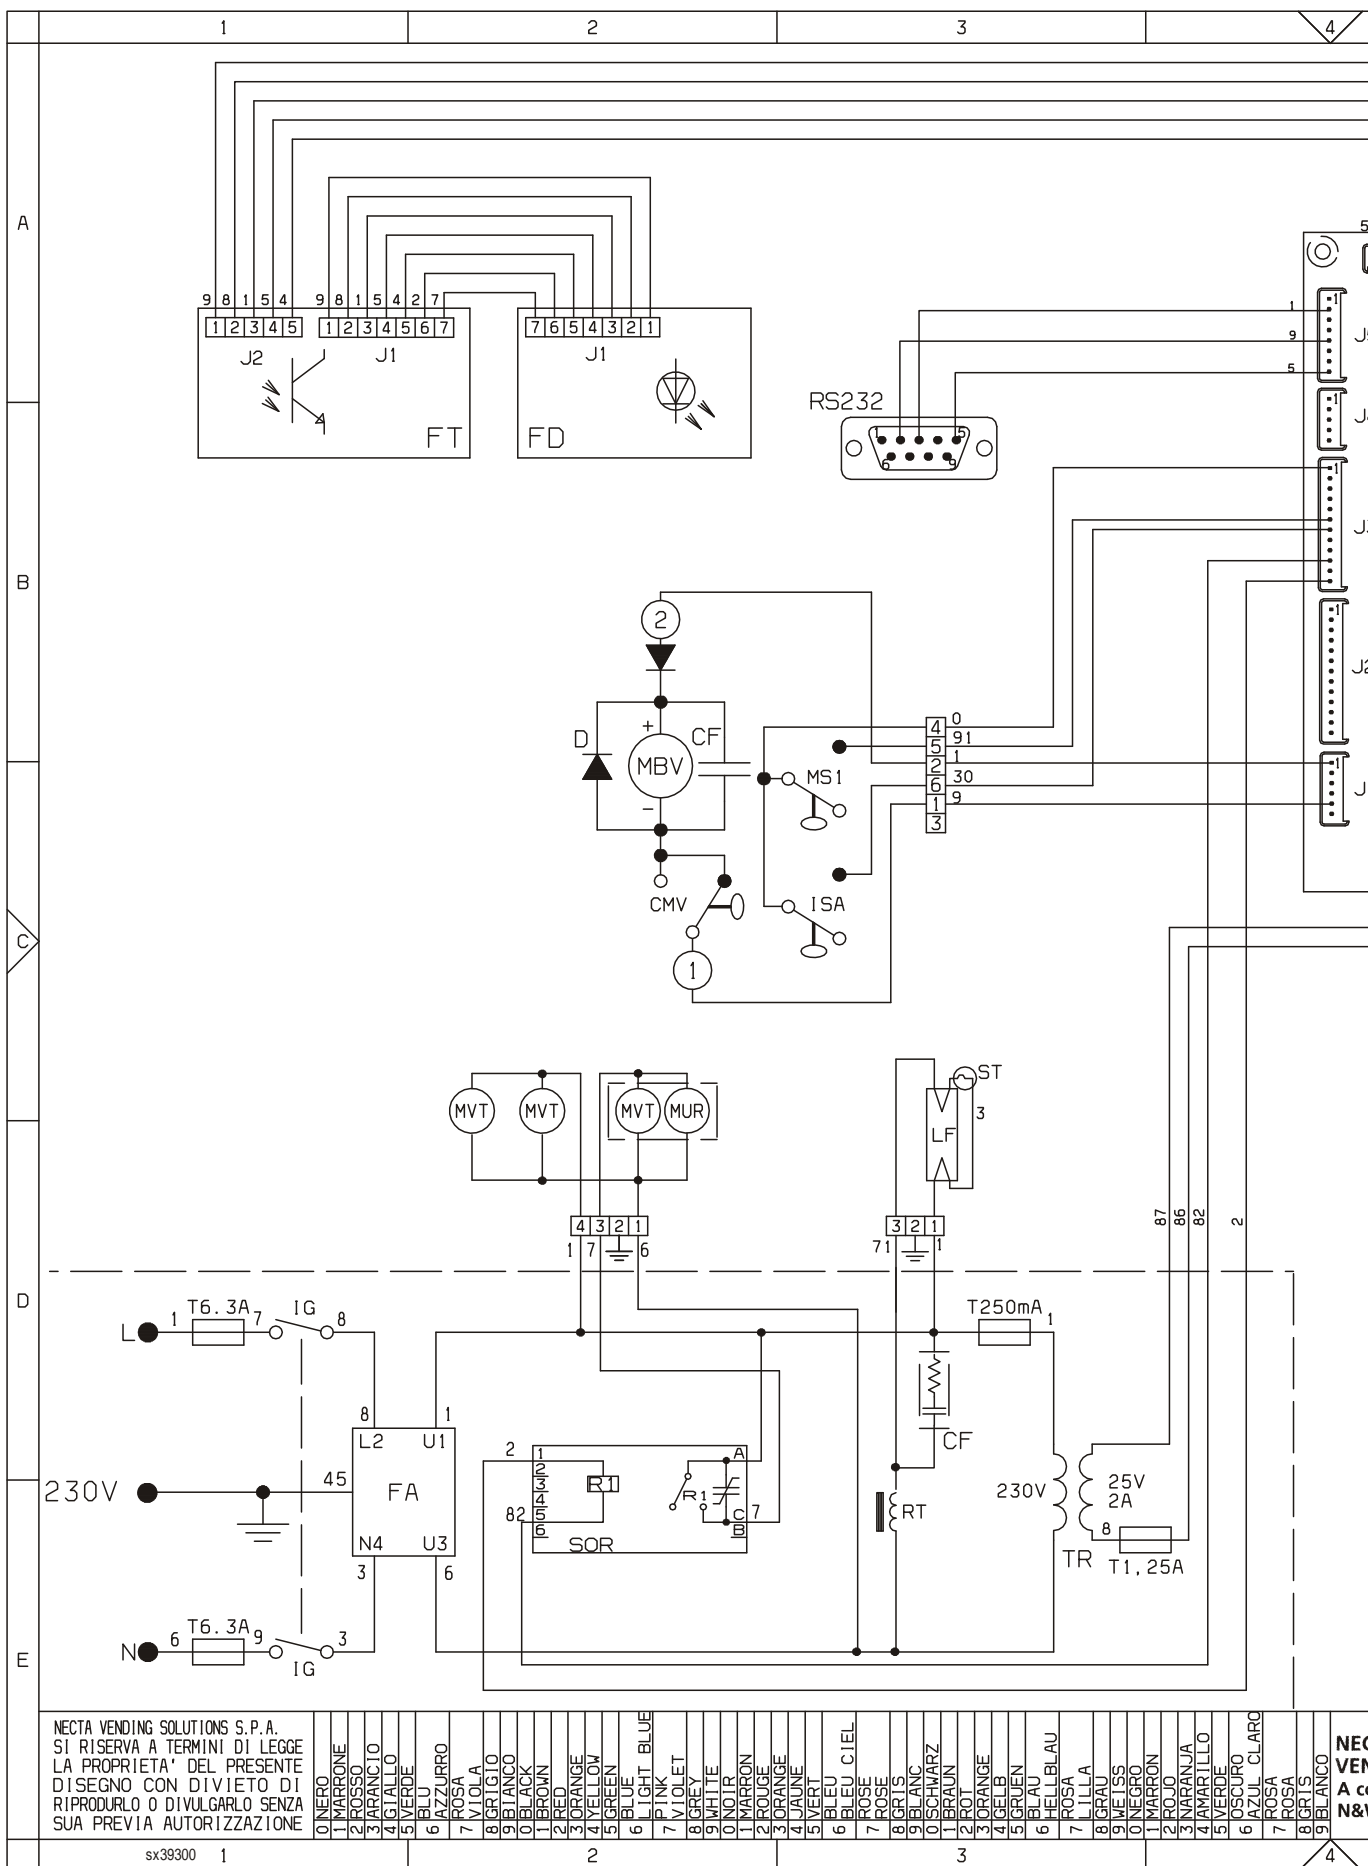 1 2 3 4
A
B
C
D
E
5
9 8 1 5 4 9 8 1 5 4 2 7
1 2 3 4 5 1 2 3 4 5 6 7
J2 J1
FT
7 6 5 4 3 2 1
J1
FD
RS232
1 5
6 9
1
9
5
1
1
1
1
1
J2
2
D
+
MBV
-
CF
CMV
1
MS1
ISA
4 0
5 91
2 1
6 30
1 9
3
MVT MVT MVT MUR
4 3 2 1
1 7 6
ST
3
LF
3 2 1
71 1
87
86
82
2
L 1 T6.3A 7 IG 8
T250mA 1
8 1
L2 U1
45 FA
N4 U3
3 6
230V
N 6 T6.3A 9 IG 3
2 1
2
3
4
82 5
6
R1
R1
A
C 7
B
SOR
CF
RT
230V
25V
2A
8
TR T1,25A
NECTA VENDING SOLUTIONS S.P.A.
SI RISERVA A TERMINI DI LEGGE
LA PROPRIETA' DEL PRESENTE
DISEGNO CON DIVIETO DI
RIPRODURLO O DIVULGARLO SENZA
SUA PREVIA AUTORIZZAZIONE
0 NERO
1 MARRONE
2 ROSSO
3 ARANCIO
4 GIALLO
5 VERDE
6 BLU
AZZURRO
7 ROSA
VIOLA
8 GRIGIO
9 BIANCO
0 BLACK
1 BROWN
2 RED
3 ORANGE
4 YELLOW
5 GREEN
6 BLUE
LIGHT BLUE
7 PINK
VIOLET
8 GREY
9 WHITE
0 NOIR
1 MARRON
2 ROUGE
3 ORANGE
4 JAUNE
5 VERT
6 BLEU
BLEU CIEL
7 ROSE
ROSE
8 GRIS
9 BLANC
0 SCHWARZ
1 BRAUN
2 ROT
3 ORANGE
4 GELB
5 GRUEN
6 BLAU
HELLBLAU
7 ROSA
LILLA
8 GRAU
9 WEISS
0 NEGRO
1 MARRON
2 ROJO
3 NARANJA
4 AMARILLO
5 VERDE
6 OSCURO
AZUL CLARO
7 ROSA
ROSA
8 GRIS
9 BLANCO
sx39300 1 2 3 4